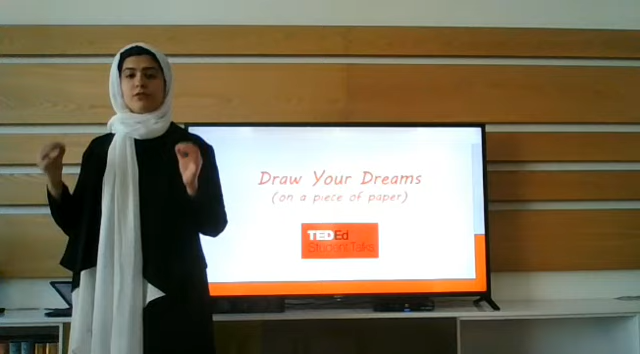 Draw Your Dreams
(on a piece of paper)
TEDEd
Student Talks